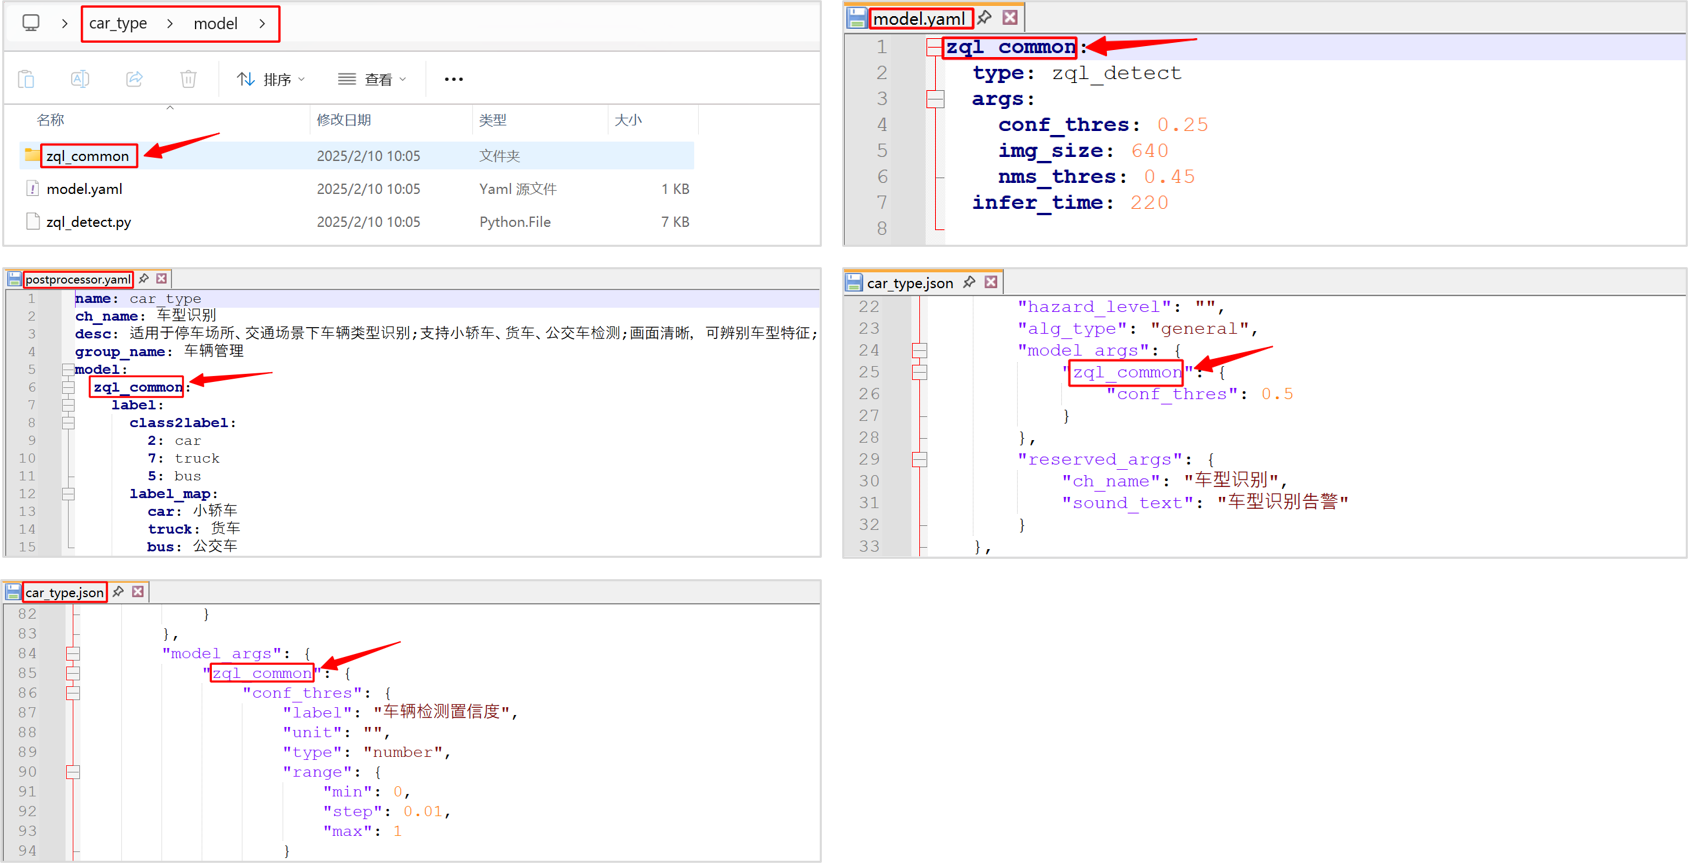 car_type > model >
排序 查看 ...
名称 修改日期 类型 大小
zql_common 2025/2/10 10:05 文件夹
model.yaml 2025/2/10 10:05 Yaml 源文件 1 KB
zql_detect.py 2025/2/10 10:05 Python.File 7 KB
model.yaml
1 zql_common:
2 type: zql_detect
3 args:
4 conf_thres: 0.25
5 img_size: 640
6 nms_thres: 0.45
7 infer_time: 220
8
postprocessor.yaml
1 name: car_type
2 ch_name: 车型识别
3 desc: 适用于停车场所、交通场景下车辆类型识别;支持小轿车、货车、公交车检测;画面清晰，可辨别车型特征;
4 group_name: 车辆管理
5 model:
6 zql_common:
7 label:
8 class2label:
9 2: car
10 7: truck
11 5: bus
12 label_map:
13 car: 小轿车
14 truck: 货车
15 bus: 公交车
car_type.json
22 "hazard_level": "",
23 "alg_type": "general",
24 "model_args": {
25 "zql_common": {
26 "conf_thres": 0.5
27 }
28 },
29 "reserved_args": {
30 "ch_name": "车型识别",
31 "sound_text": "车型识别告警"
32 }
33 },
car_type.json
82 }
83 },
84 "model_args": {
85 "zql_common": {
86 "conf_thres": {
87 "label": "车辆检测置信度",
88 "unit": "",
89 "type": "number",
90 "range": {
91 "min": 0,
92 "step": 0.01,
93 "max": 1
94 }